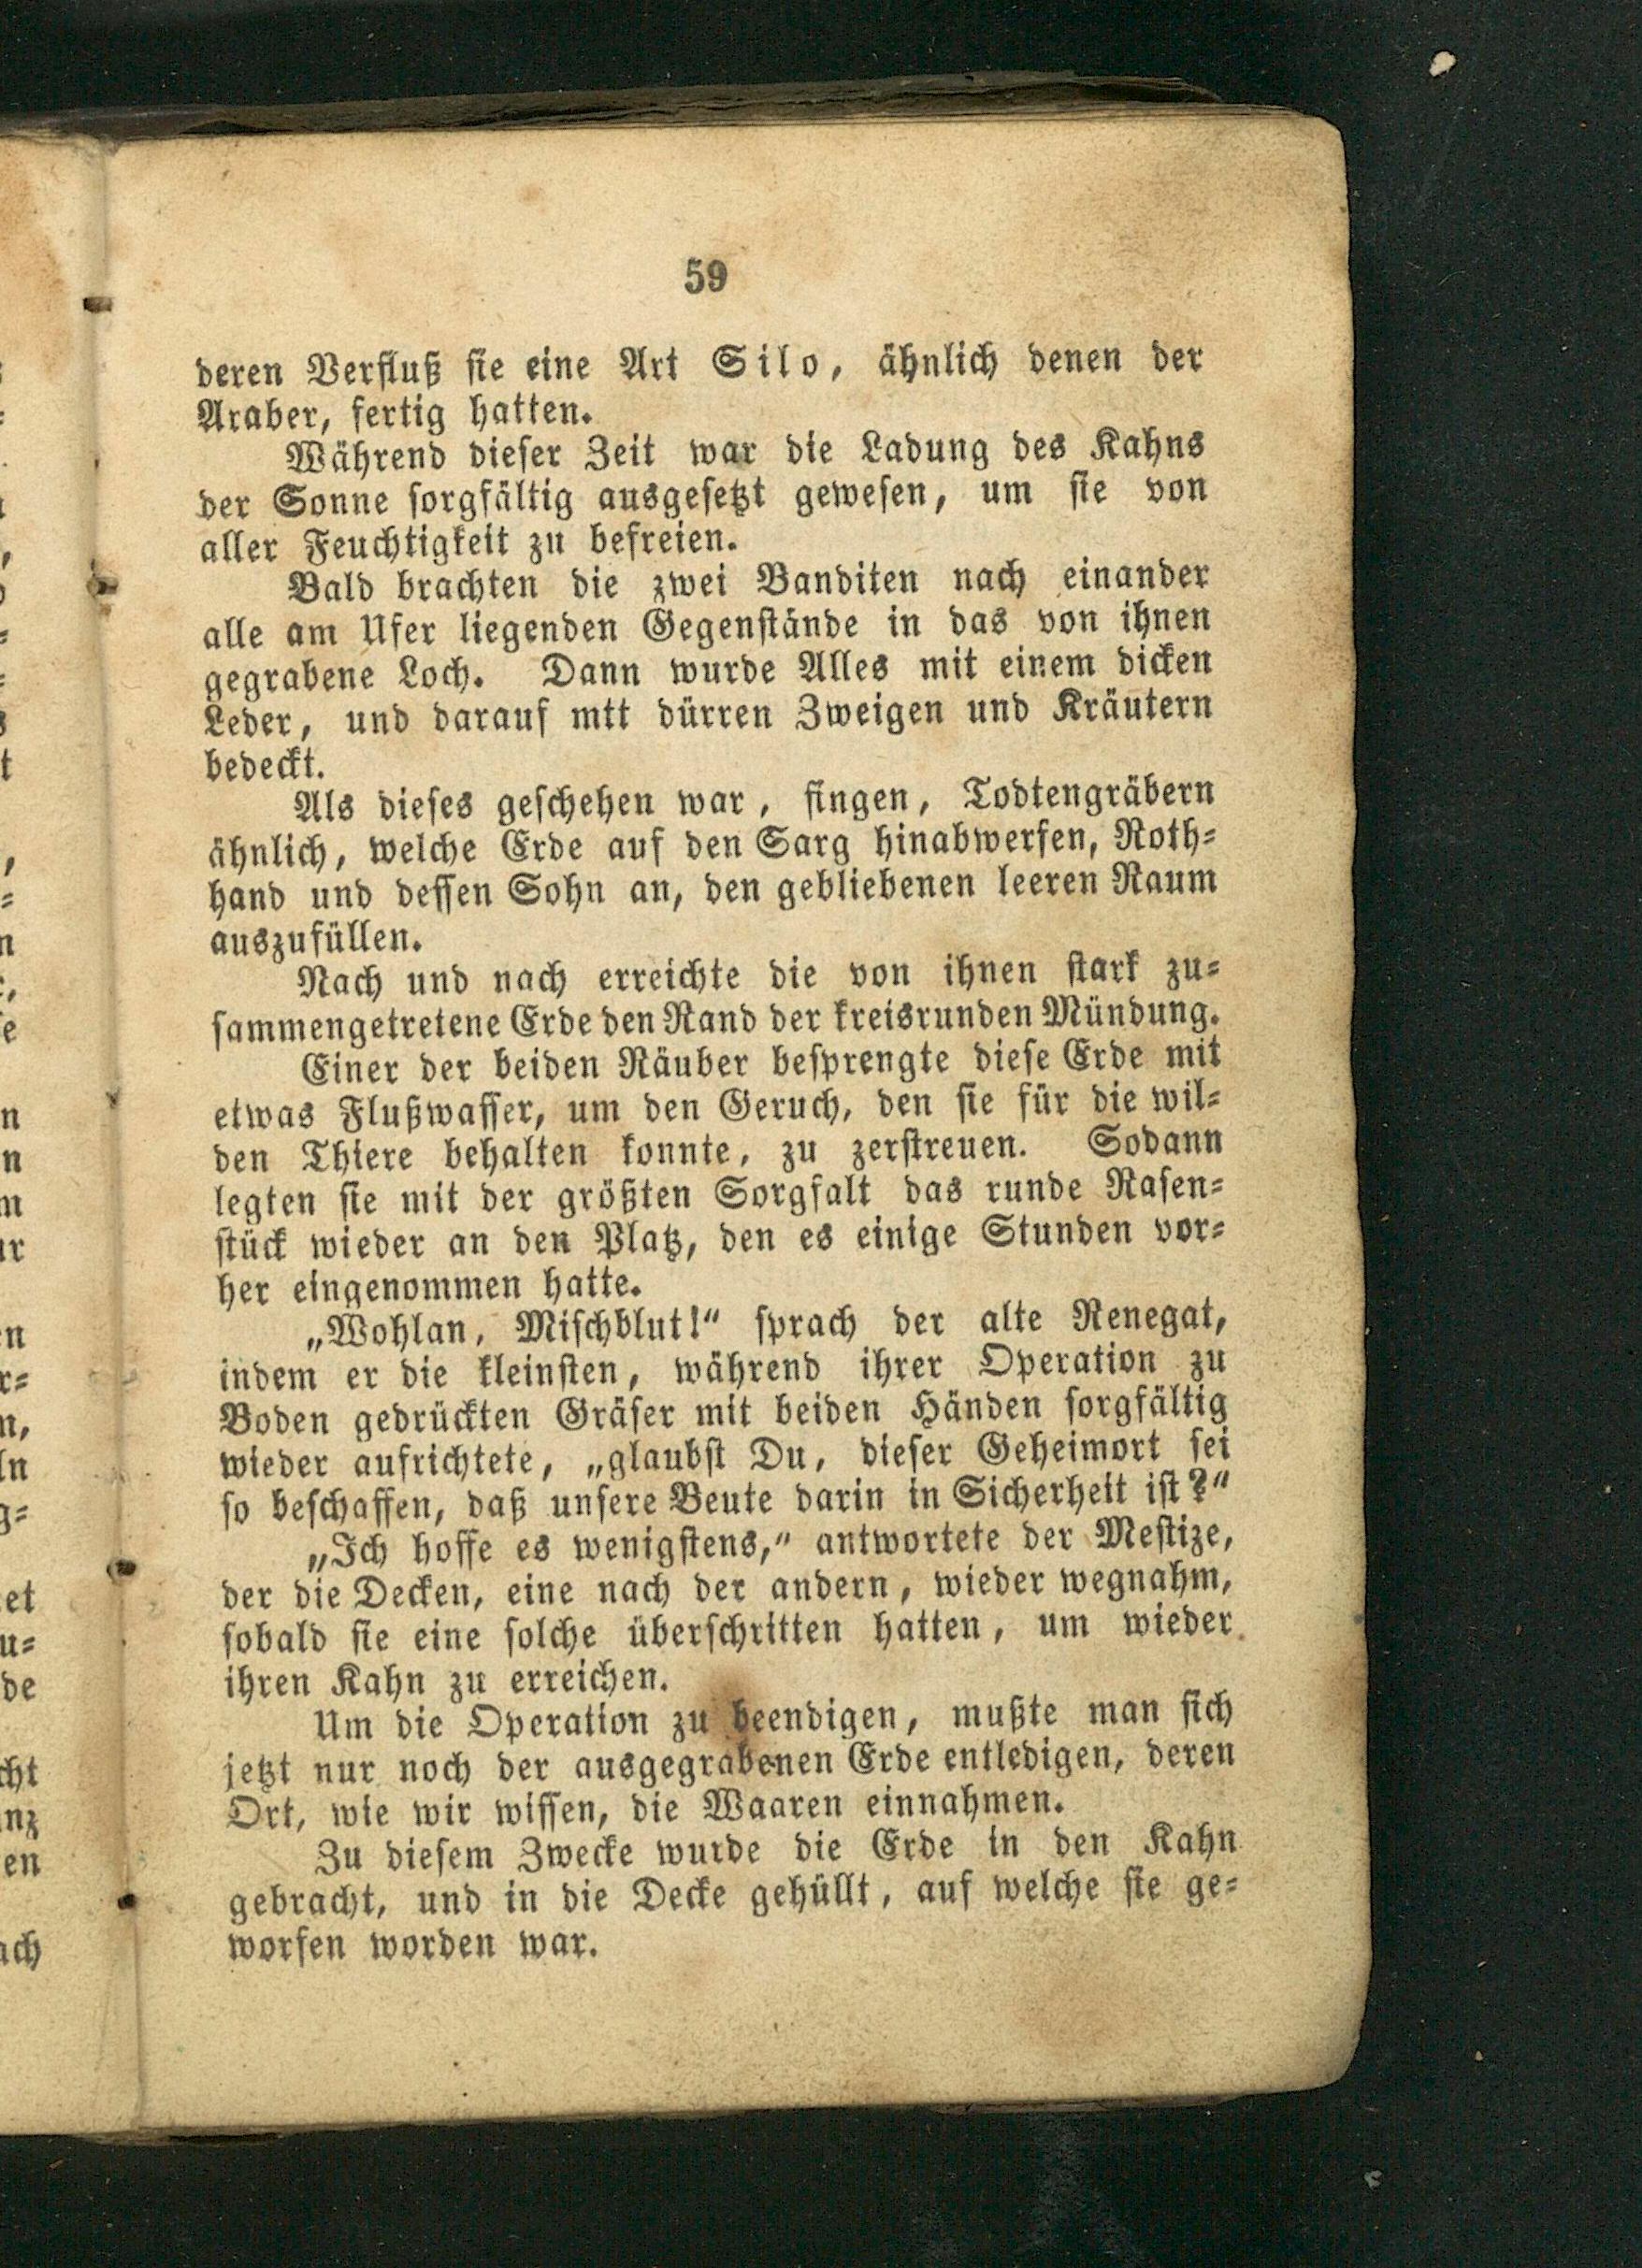 59
deren Verfluß sie eine Art Silo, ähnlich denen der
Araber, fertig hatten.
Während dieser Zeit war die Ladung des Kahns
der Sonne sorgfältig ausgesetzt gewesen, um sie von
aller Feuchtigkeit zu befreien.
Bald brachten die zwei Banditen nach einander
alle am Ufer liegenden Gegenstände in das von ihnen
gegrabene Loch. Dann wurde Alles mit einem dicken
Leder, und darauf mtt dürren Zweigen und Kräutern
bedeckt.
Als dieses geschehen war, fingen, Todtengräbern
ähnlich, welche Erde auf den Sarg hinabwerfen, Roth-
hand und dessen Sohn an, den gebliebenen leeren Raum
auszufüllen.
Nach und nach erreichte die von ihnen stark zu-
sammengetretene Erde den Rand der kreisrunden Mündung.
Einer der beiden Räuber besprengte diese Erde mit
etwas Flußwasser, um den Geruch, den sie für die wil-
den Thiere behalten konnte, zu zerstreuen. Sodann
legten sie mit der größten Sorgfalt das runde Rasen-
stück wieder an den Platz, den es einige Stunden vor-
her eingenommen hatte.
„Wohlan, Mischblut!“ sprach der alte Renegat,
indem er die kleinsten, während ihrer Operation zu
Boden gedrückten Gräser mit beiden Händen sorgfältig
wieder aufrichtete, „glaubst Du, dieser Geheimort sei
so beschaffen, daß unsere Beute darin in Sicherheit ist?“
„Ich hoffe es wenigstens,“ antwortete der Mestize,
der die Decken, eine nach der andern, wieder wegnahm,
sobald sie eine solche überschritten hatten, um wieder
ihren Kahn zu erreichen.
Um die Operation zu beendigen, mußte man sich
jetzt nur noch der ausgegrabenen Erde entledigen, deren
Ort, wie wir wissen, die Waaren einnahmen.
Zu diesem Zwecke wurde die Erde in den Kahn
gebracht, und in die Decke gehüllt, auf welche sie ge-
worfen worden war.